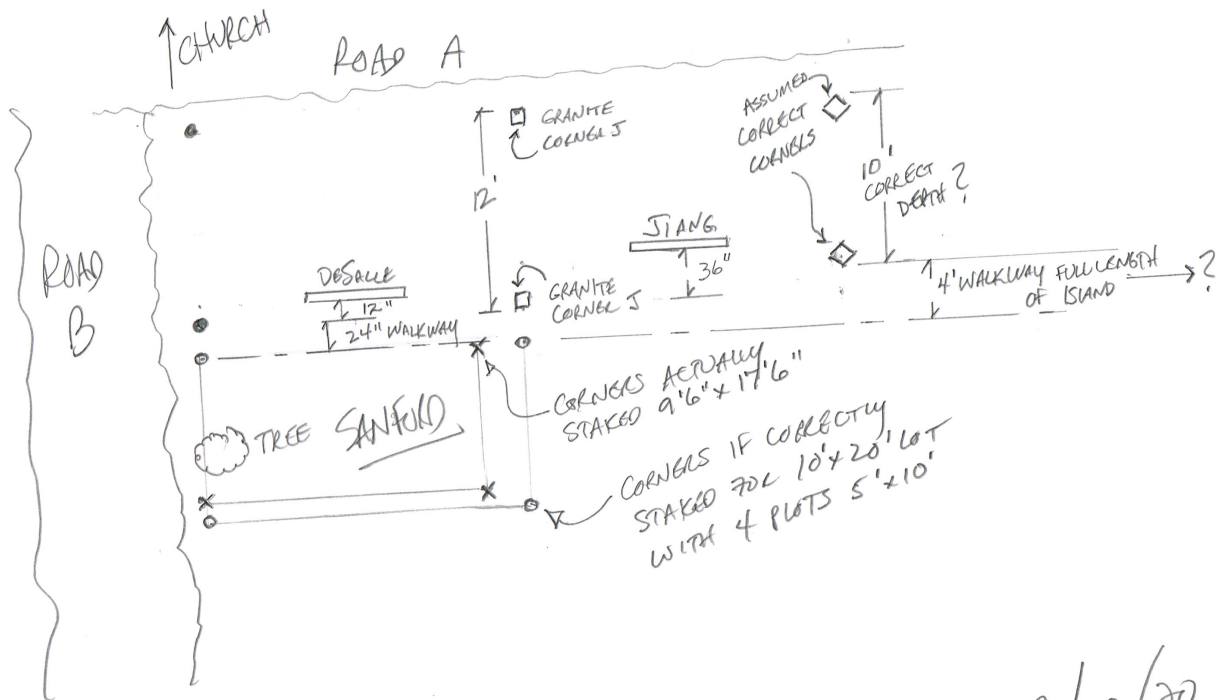 CHURCH
ROAD A
ROAD
B
GRANITE
CORNER J
12'
ASSUMED
CORRECT
CORNERS
10'
CORRECT
DEPTH?
JIANG
36"
DESALLE
12"
24" WALKWAY
GRANITE
CORNER J
4' WALKWAY FULL LENGTH
OF ISLAND
?
TREE SANFORD
CORNERS ACTUALLY
STAKED 9'6" X 17'6"
CORNERS IF CORRECTLY
STAKED FOR 10' X 20' LOT
WITH 4 PLOTS 5' X 10'